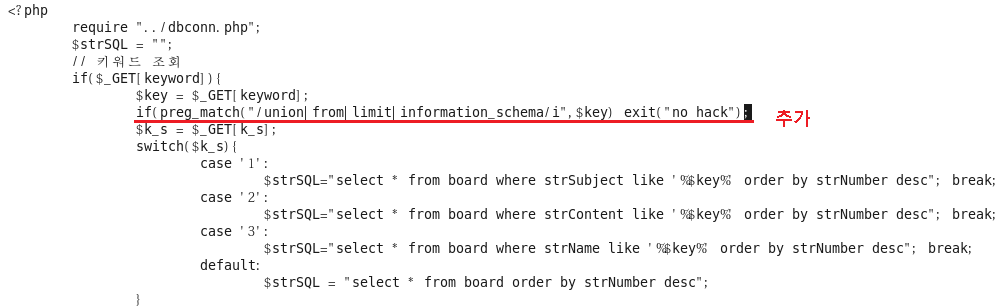 <?php
require "../dbconn.php";
$strSQL = "";
// 키워드 조회
if($_GET[keyword]){
$key = $_GET[keyword];
if(preg_match("/union|from|limit|information_schema/i",$key) exit("no hack");
추가
$k_s = $_GET[k_s];
switch($k_s){
case '1':
$strSQL="select * from board where strSubject like '%$key%' order by strNumber desc"; break;
case '2':
$strSQL="select * from board where strContent like '%$key%' order by strNumber desc"; break;
case '3':
$strSQL="select * from board where strName like '%$key%' order by strNumber desc"; break;
default:
$strSQL = "select * from board order by strNumber desc";
}